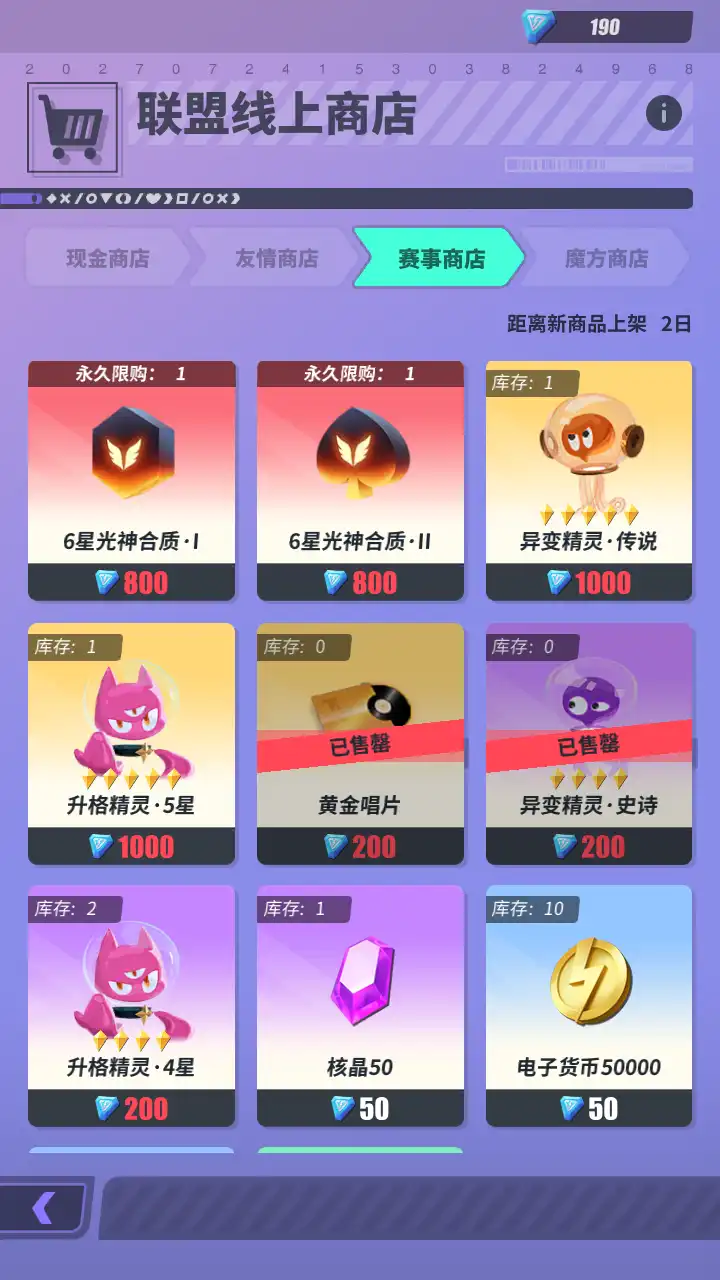 190
2 0 2 7 0 7 2 4 1 5 3 0 3 8 2 4 9 6 8
联盟线上商店
现金商店
友情商店
赛事商店
魔方商店
距离新商品上架 2日
永久限购： 1
6星光神合质·I
800
永久限购： 1
6星光神合质·II
800
库存: 1
异变精灵·传说
1000
库存: 1
升格精灵·5星
1000
库存: 0
已售罄
黄金唱片
200
库存: 0
已售罄
异变精灵·史诗
200
库存: 2
升格精灵·4星
200
库存: 1
核晶50
50
库存: 10
电子货币50000
50